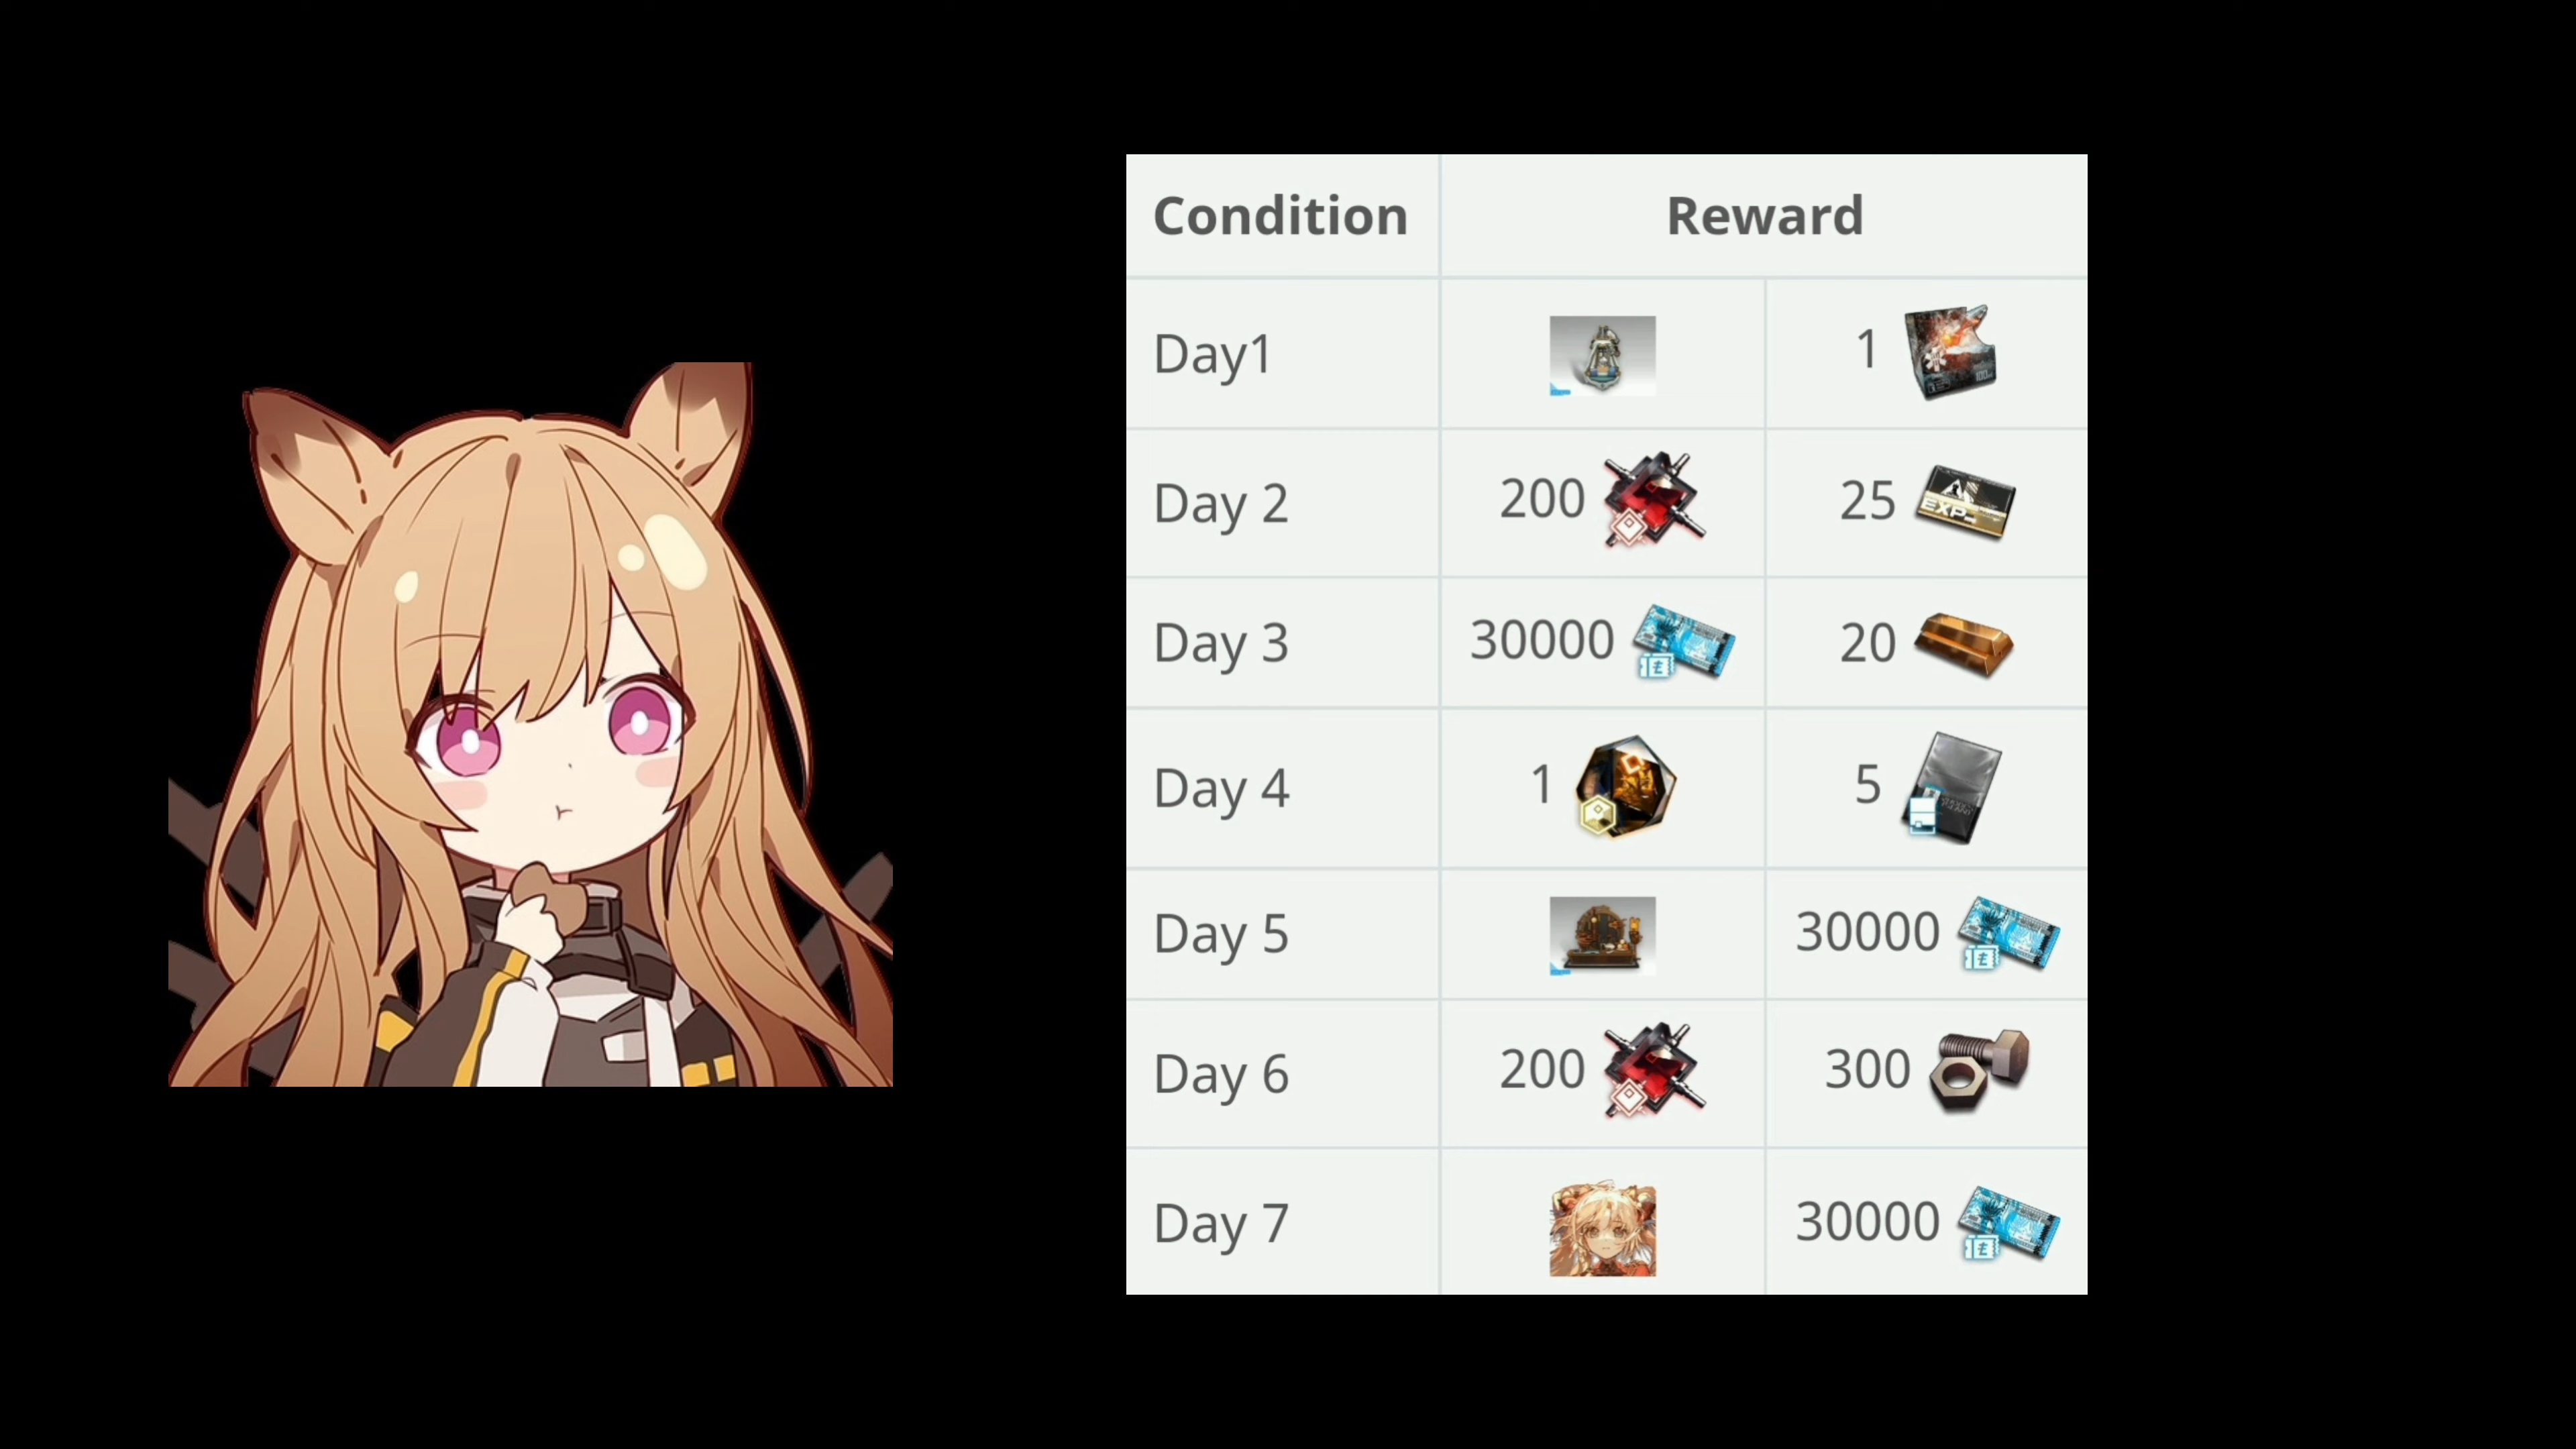 Condition Reward
Day1 1
Day 2 200 25 EXP
Day 3 30000 20
Day 4 1 5
Day 5 30000
Day 6 200 300
Day 7 30000